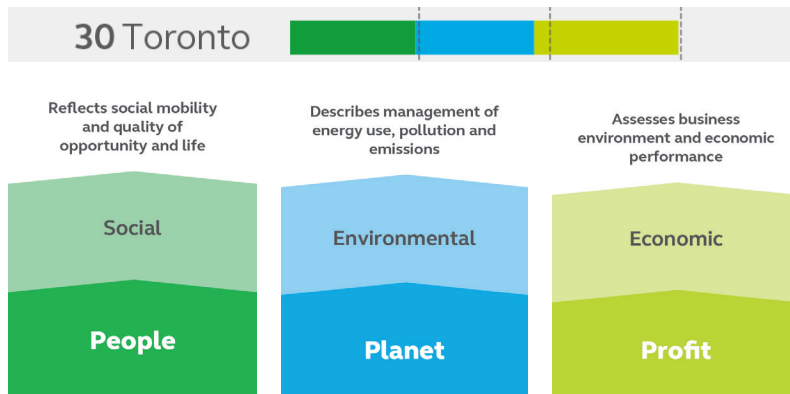 30 Toronto
Reflects social mobility
and quality of
opportunity and life
Describes management of
energy use, pollution and
emissions
Assesses business
environment and economic
performance
Social
Environmental
Economic
People
Planet
Profit